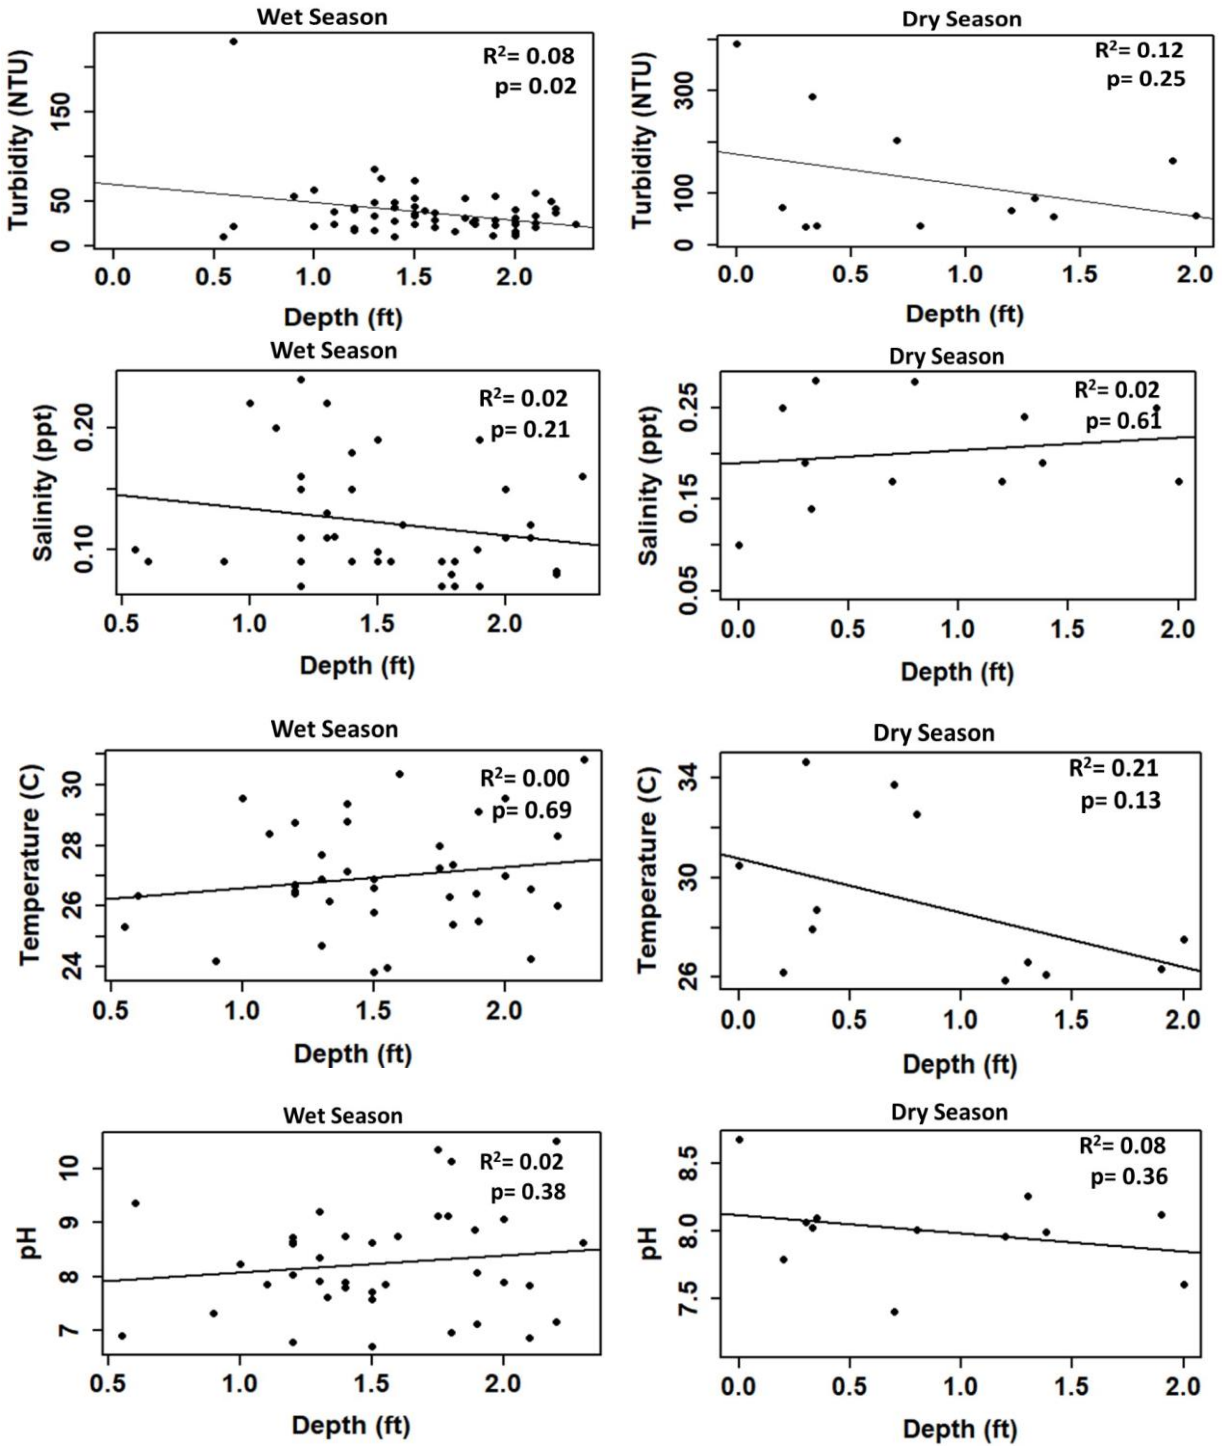 Wet Season
R²= 0.08
p= 0.02
Turbidity (NTU)
150
50
0
0.0 0.5 1.0 1.5 2.0
Depth (ft)
Dry Season
R²= 0.12
p= 0.25
Turbidity (NTU)
300
100
0
0.0 0.5 1.0 1.5 2.0
Depth (ft)
Wet Season
R²= 0.02
p= 0.21
Salinity (ppt)
0.20
0.10
0.5 1.0 1.5 2.0
Depth (ft)
Dry Season
R²= 0.02
p= 0.61
Salinity (ppt)
0.25
0.15
0.05
0.0 0.5 1.0 1.5 2.0
Depth (ft)
Wet Season
R²= 0.00
p= 0.69
Temperature (C)
30
28
26
24
0.5 1.0 1.5 2.0
Depth (ft)
Dry Season
R²= 0.21
p= 0.13
Temperature (C)
34
30
26
0.0 0.5 1.0 1.5 2.0
Depth (ft)
Wet Season
R²= 0.02
p= 0.38
pH
10
9
8
7
0.5 1.0 1.5 2.0
Depth (ft)
Dry Season
R²= 0.08
p= 0.36
pH
8.5
8.0
7.5
0.0 0.5 1.0 1.5 2.0
Depth (ft)